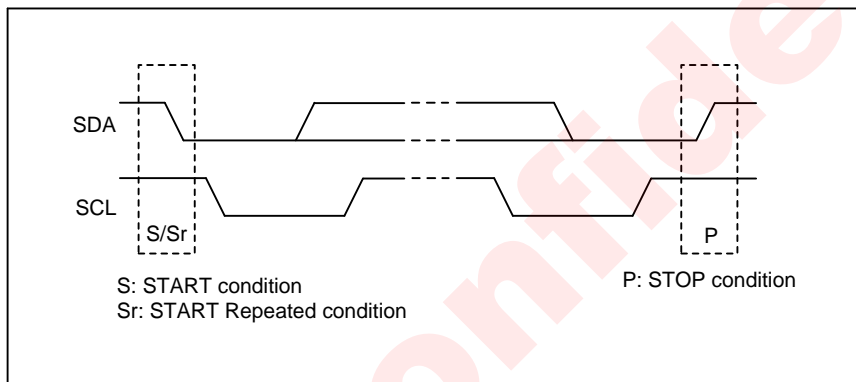 SDA
SCL
S/Sr
P
S: START condition
P: STOP condition
Sr: START Repeated condition